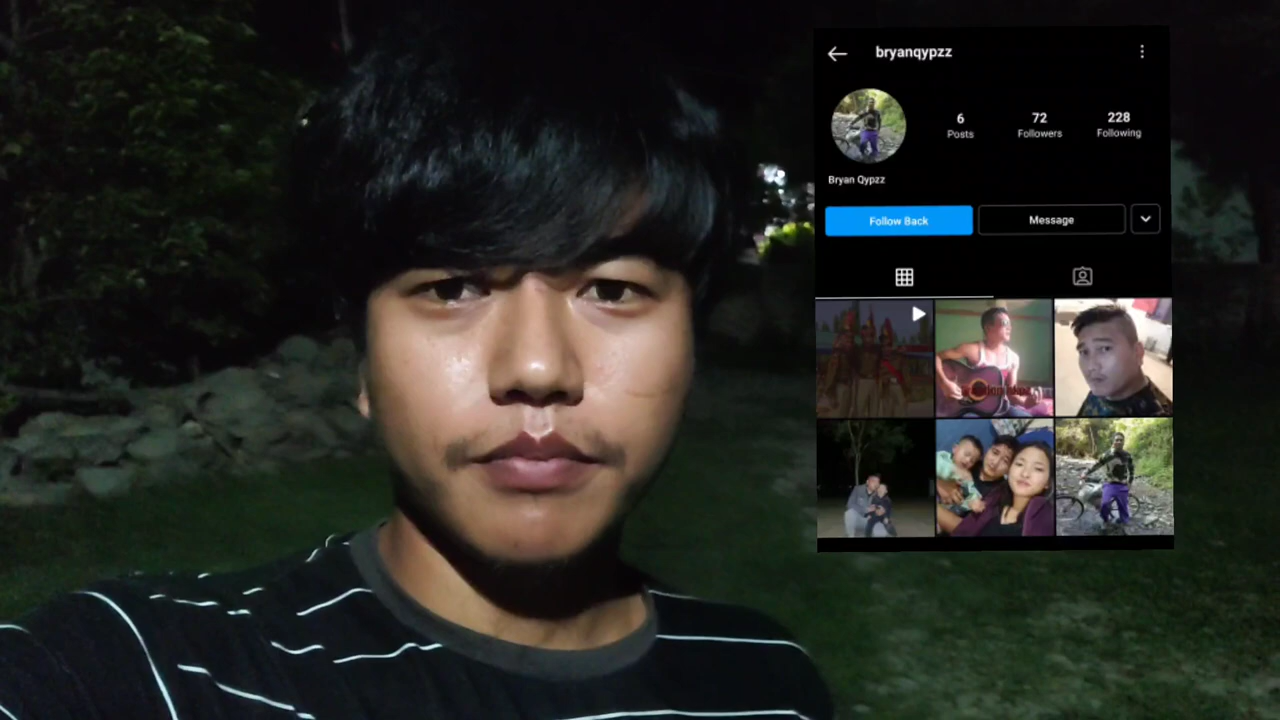 bryanqypzz
6 72 228
Posts Followers Following
Bryan Qypzz
Follow Back Message